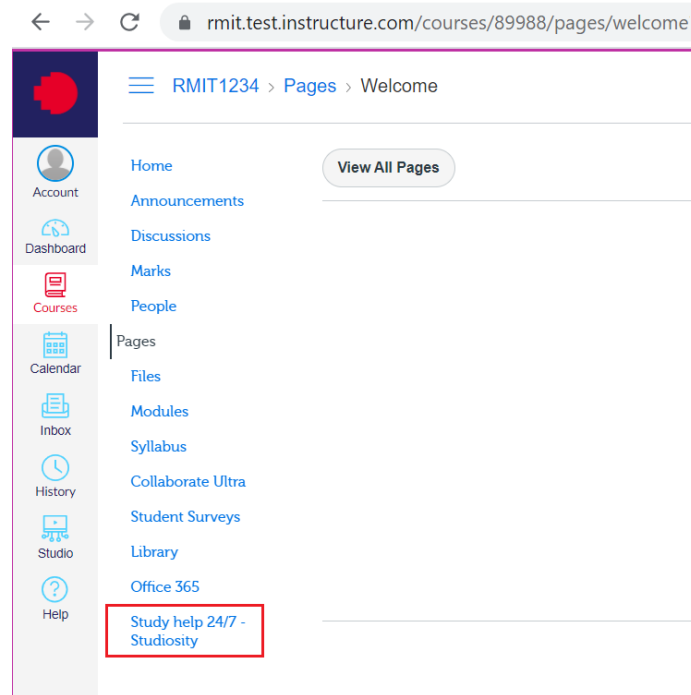 rmit.test.instructure.com/courses/89988/pages/welcome
RMIT1234 > Pages > Welcome
Account
Dashboard
Courses
Calendar
Inbox
History
Studio
Help
Home
Announcements
Discussions
Marks
People
Pages
Files
Modules
Syllabus
Collaborate Ultra
Student Surveys
Library
Office 365
Study help 24/7 -
Studiosity
View All Pages